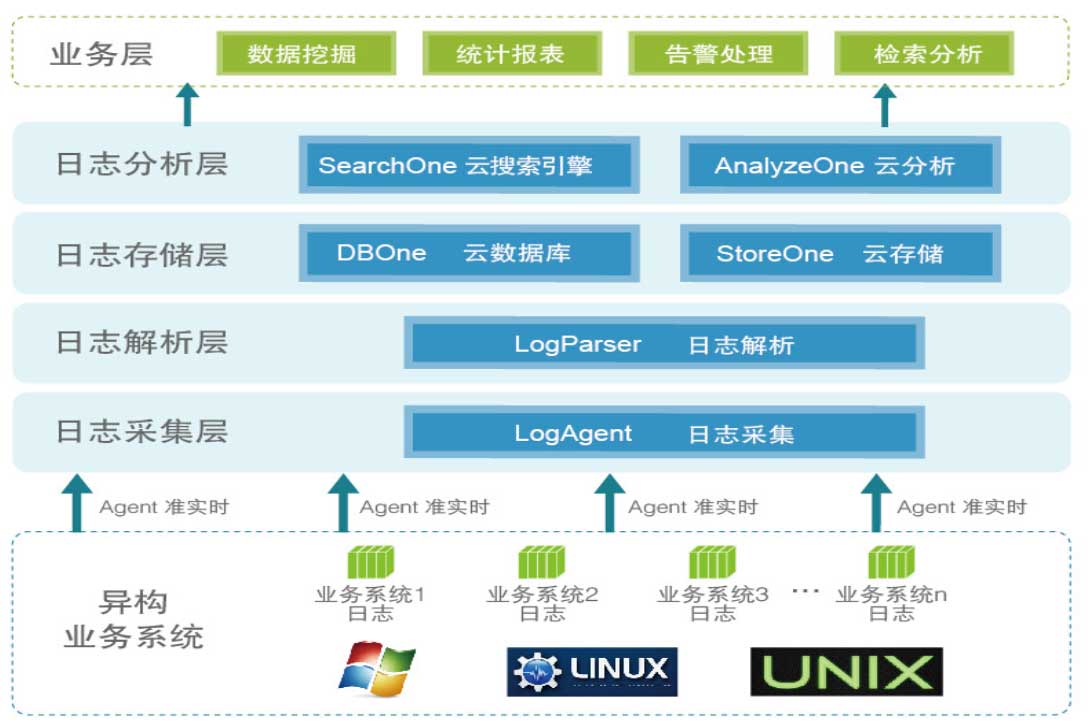 业务层
数据挖掘
统计报表
告警处理
检索分析
日志分析层
SearchOne 云搜索引擎
AnalyzeOne 云分析
日志存储层
DBOne 云数据库
StoreOne 云存储
日志解析层
LogParser 日志解析
日志采集层
LogAgent 日志采集
Agent 准实时
Agent 准实时
Agent 准实时
Agent 准实时
异构
业务系统
业务系统1
日志
业务系统2
日志
业务系统3
日志
…
业务系统n
日志
LINUX
UNIX